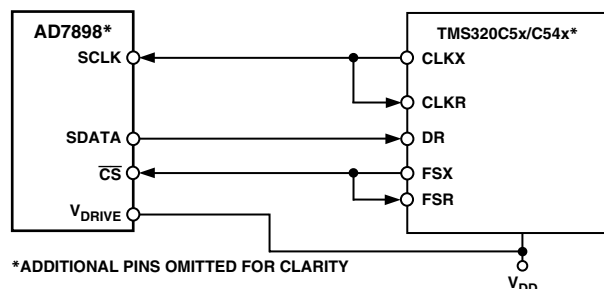 AD7898*
SCLK
SDATA
CS
VDRIVE
TMS320C5x/C54x*
CLKX
CLKR
DR
FSX
FSR
*ADDITIONAL PINS OMITTED FOR CLARITY
VDD